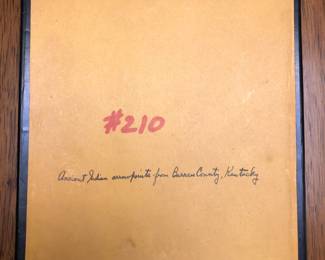 #210
Ancient Indian arrowpoints from Barren County, Kentucky